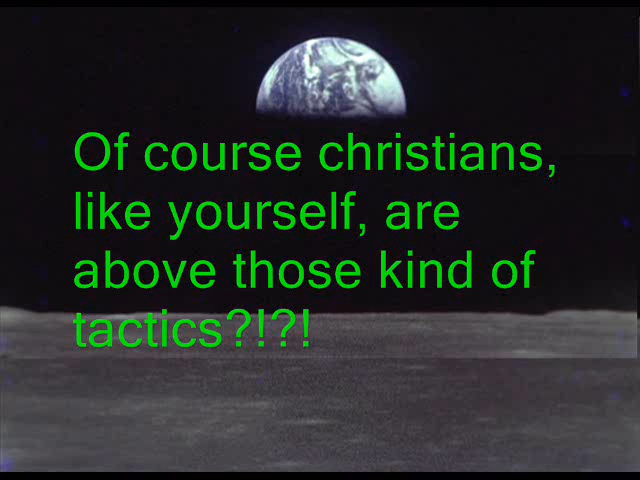 Of course christians,
like yourself, are
above those kind of
tactics?!?!